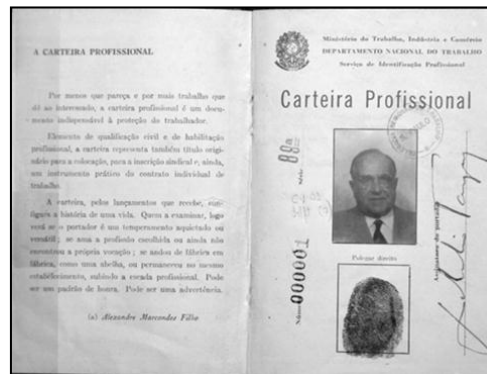 A CARTEIRA PROFISSIONAL
Por menos que pareça e por mais trabalho que
dê ao interessado, a carteira profissional é um docu-
mento indispensável à proteção do trabalhador.
Elemento de qualificação civil e de habilitação
profissional, a carteira representa também título origi-
nário para a colocação, para a inscrição sindical e, ainda,
um instrumento prático do contrato individual de
trabalho.
A carteira, pelos lançamentos que recebe, con-
figura a história de uma vida. Quem a examinar, logo
verá se o portador é um temperamento aquietado ou
versátil; se ama a profissão escolhida ou ainda não
encontrou a própria vocação; se andou de fábrica em
fábrica, como uma abelha, ou permaneceu no mesmo
estabelecimento, subindo a escada profissional. Pode
ser um padrão de honra. Pode ser uma advertência.
(a) Alexandre Marcondes Filho
Ministério do Trabalho, Indústria e Comércio
DEPARTAMENTO NACIONAL DO TRABALHO
Serviço de Identificação Profissional
Carteira Profissional
Série 88a
Número 000001
Polegar direito
Assinatura do portador